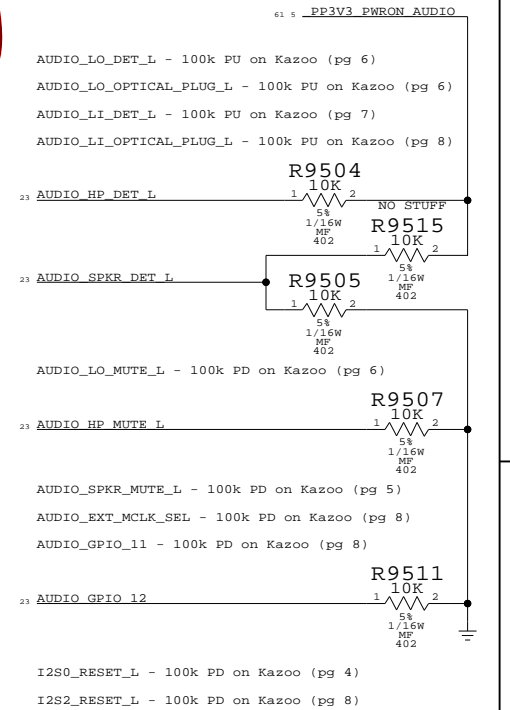 61 5 PP3V3_PWRON_AUDIO
AUDIO_LO_DET_L - 100k PU on Kazoo (pg 6)
AUDIO_LO_OPTICAL_PLUG_L - 100k PU on Kazoo (pg 6)
AUDIO_LI_DET_L - 100k PU on Kazoo (pg 7)
AUDIO_LI_OPTICAL_PLUG_L - 100k PU on Kazoo (pg 8)
R9504
10K
23 AUDIO_HP_DET_L
1 2
5%
1/16W
MF
402
NO STUFF
R9515
10K
1 2
5%
1/16W
MF
402
23 AUDIO_SPKR_DET_L
R9505
10K
1 2
5%
1/16W
MF
402
AUDIO_LO_MUTE_L - 100k PD on Kazoo (pg 6)
R9507
10K
23 AUDIO_HP_MUTE_L
1 2
5%
1/16W
MF
402
AUDIO_SPKR_MUTE_L - 100k PD on Kazoo (pg 5)
AUDIO_EXT_MCLK_SEL - 100k PD on Kazoo (pg 8)
AUDIO_GPIO_11 - 100k PD on Kazoo (pg 8)
R9511
10K
23 AUDIO_GPIO_12
1 2
5%
1/16W
MF
402
I2S0_RESET_L - 100k PD on Kazoo (pg 4)
I2S2_RESET_L - 100k PD on Kazoo (pg 8)